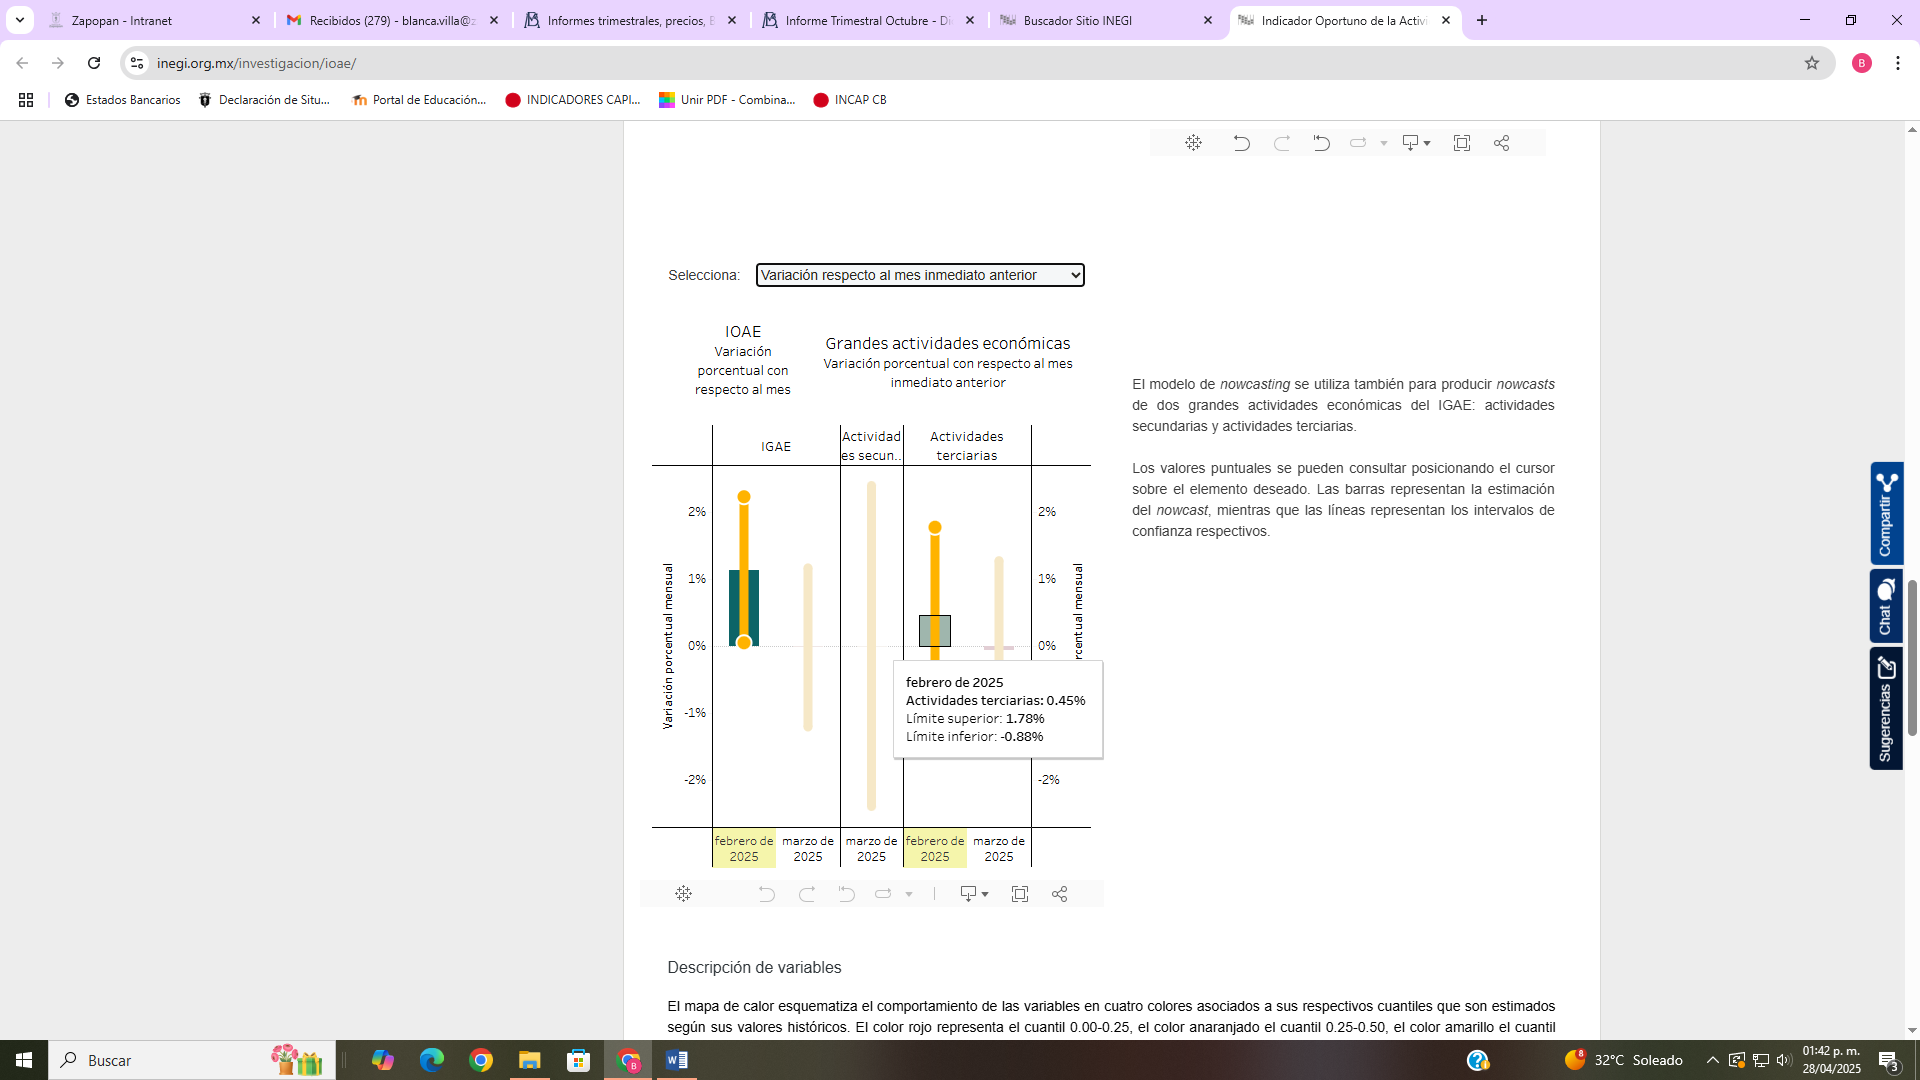 Zapopan - Intranet
Recibidos (279) - blanca.villa@z
Informes trimestrales, precios, B
Informe Trimestral Octubre - Di
Buscador Sitio INEGI
Indicador Oportuno de la Activi
inegi.org.mx/investigacion/ioae/
B
Estados Bancarios
Declaración de Situ...
Portal de Educación...
INDICADORES CAPI...
Unir PDF - Combina...
INCAP CB
Selecciona:
Variación respecto al mes inmediato anterior
IOAE
Variación
porcentual con
respecto al mes
Grandes actividades económicas
Variación porcentual con respecto al mes
inmediato anterior
El modelo de nowcasting se utiliza también para producir nowcasts
de dos grandes actividades económicas del IGAE: actividades
secundarias y actividades terciarias.
Los valores puntuales se pueden consultar posicionando el cursor
sobre el elemento deseado. Las barras representan la estimación
del nowcast, mientras que las líneas representan los intervalos de
confianza respectivos.
IGAE
Actividad
es secun..
Actividades
terciarias
Variación porcentual mensual
2%
1%
0%
-1%
-2%
2%
1%
0%
-2%
rcentual mensual
febrero de 2025
Actividades terciarias: 0.45%
Límite superior: 1.78%
Límite inferior: -0.88%
febrero de
2025
marzo de
2025
marzo de
2025
febrero de
2025
marzo de
2025
Compartir
Chat
Sugerencias
Descripción de variables
El mapa de calor esquematiza el comportamiento de las variables en cuatro colores asociados a sus respectivos cuantiles que son estimados
según sus valores históricos. El color rojo representa el cuantil 0.00-0.25, el color anaranjado el cuantil 0.25-0.50, el color amarillo el cuantil
Buscar
B
8
32°C Soleado
01:42 p. m.
28/04/2025
3